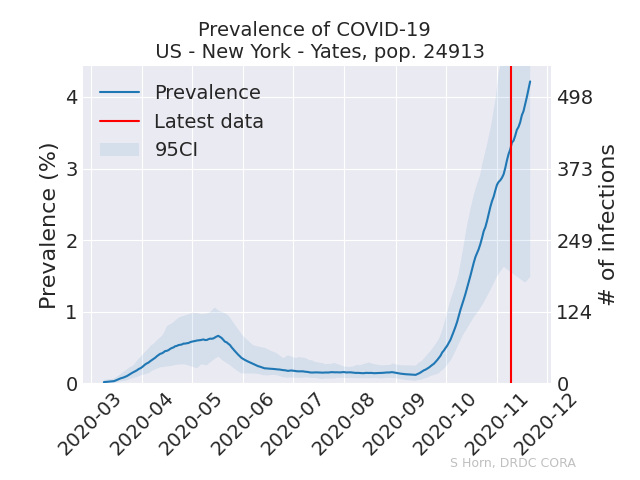 Prevalence of COVID-19
US - New York - Yates, pop. 24913
Prevalence
Latest data
95CI
Prevalence (%)
4
3
2
1
0
498
373
249
124
0
# of infections
2020-03
2020-04
2020-05
2020-06
2020-07
2020-08
2020-09
2020-10
2020-11
2020-12
S Horn, DRDC CORA